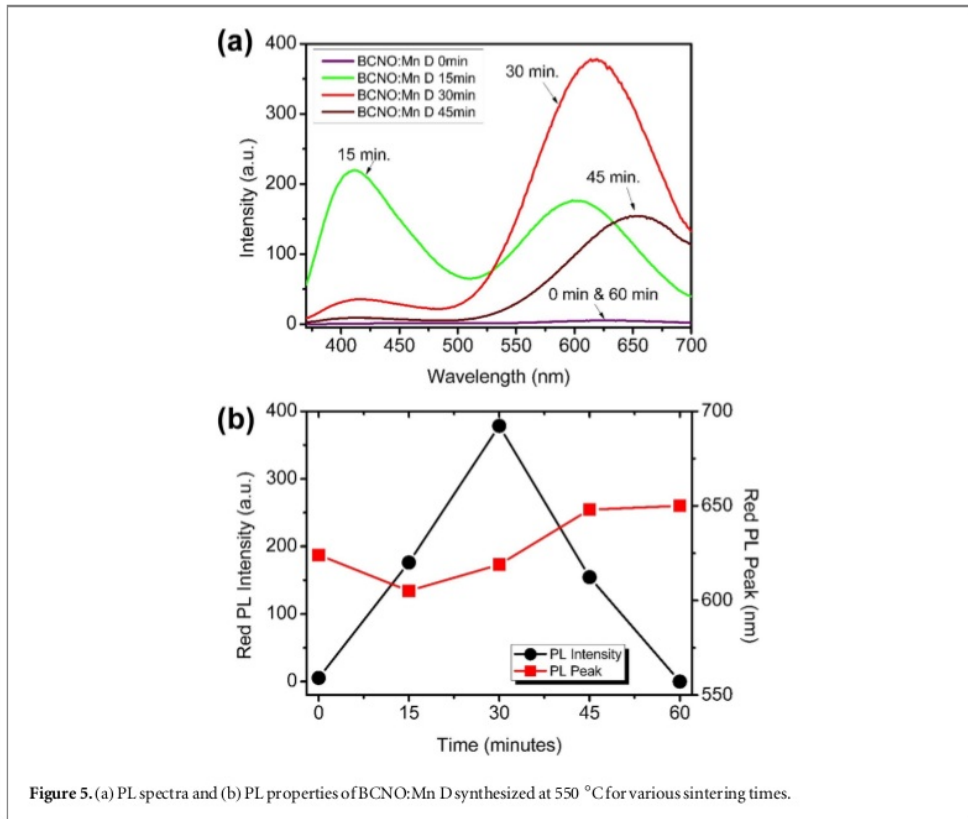 (a)
400
300
200
100
0
Intensity (a.u.)
BCNO:Mn D 0min
BCNO:Mn D 15min
BCNO:Mn D 30min
BCNO:Mn D 45min
15 min.
30 min.
45 min.
0 min & 60 min
400 450 500 550 600 650 700
Wavelength (nm)
(b)
400
300
200
100
0
Red PL Intensity (a.u.)
700
650
600
550
Red PL Peak (nm)
PL Intensity
PL Peak
0 15 30 45 60
Time (minutes)
Figure 5. (a) PL spectra and (b) PL properties of BCNO:Mn D synthesized at 550 °C for various sintering times.